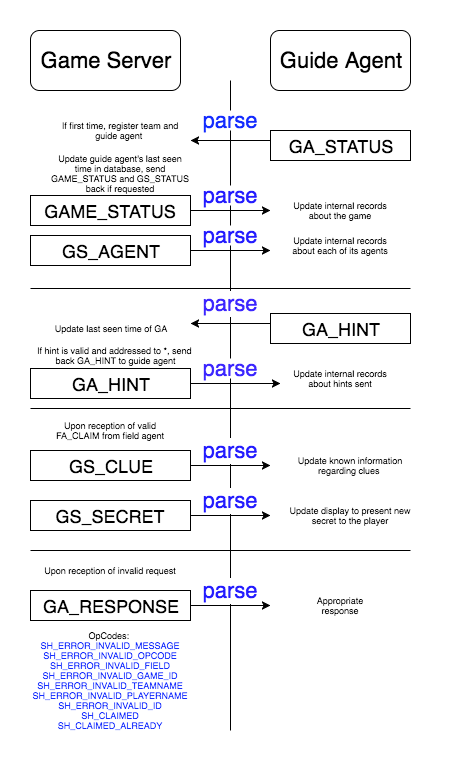 Game Server
Guide Agent
parse
If first time, register team and
guide agent
GA_STATUS
Update guide agent's last seen
time in database, send
GAME_STATUS and GS_STATUS
back if requested
parse
GAME_STATUS
Update internal records
about the game
parse
GS_AGENT
Update internal records
about each of its agents
parse
Update last seen time of GA
GA_HINT
If hint is valid and addressed to *, send
back GA_HINT to guide agent
parse
GA_HINT
Update internal records
about hints sent
Upon reception of valid
FA_CLAIM from field agent
parse
GS_CLUE
Update known information
regarding clues
parse
GS_SECRET
Update display to present new
secret to the player
Upon reception of invalid request
parse
GA_RESPONSE
Appropriate
response
OpCodes:
SH_ERROR_INVALID_MESSAGE
SH_ERROR_INVALID_OPCODE
SH_ERROR_INVALID_FIELD
SH_ERROR_INVALID_GAME_ID
SH_ERROR_INVALID_TEAMNAME
SH_ERROR_INVALID_PLAYERNAME
SH_ERROR_INVALID_ID
SH_CLAIMED
SH_CLAIMED_ALREADY